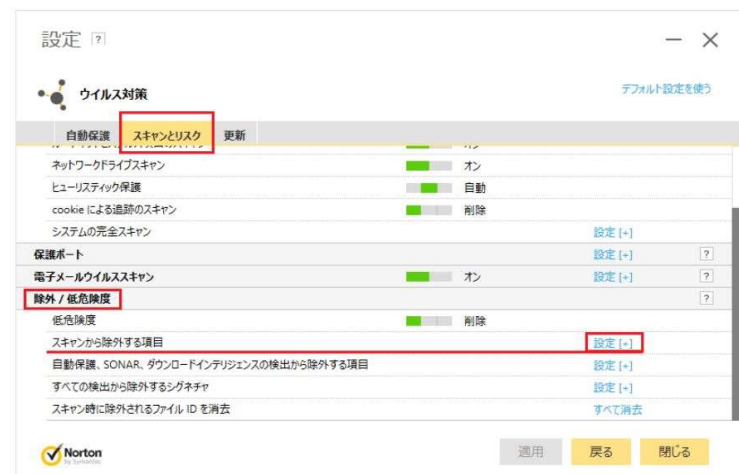 設定 ?
ウイルス対策
デフォルト設定を使う
自動保護 スキャンとリスク 更新
ネットワークドライブスキャン オン
ヒューリスティック保護 自動
cookie による追跡のスキャン 削除
システムの完全スキャン 設定 [+]
保護ポート 設定 [+] ?
電子メールウイルススキャン オン 設定 [+] ?
除外 / 低危険度 ?
低危険度 削除
スキャンから除外する項目 設定 [+]
自動保護、SONAR、ダウンロードインテリジェンスの検出から除外する項目 設定 [+]
すべての検出から除外するシグネチャ 設定 [+]
スキャン時に除外されるファイル ID を消去 すべて消去
Norton
by Symantec
適用 戻る 閉じる